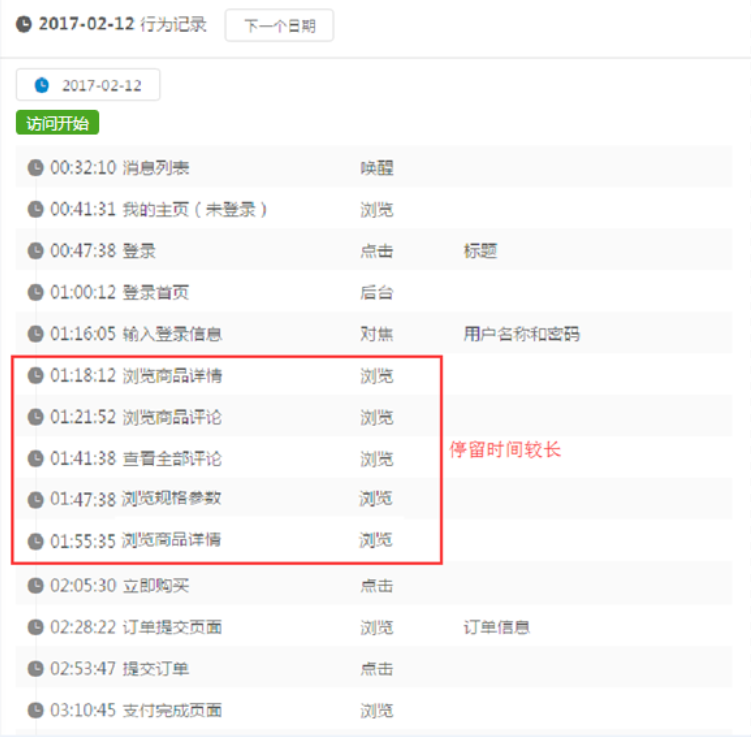 2017-02-12 行为记录 下一个日期
2017-02-12
访问开始
00:32:10 消息列表 唤醒
00:41:31 我的主页 ( 未登录 ) 浏览
00:47:38 登录 点击 标题
01:00:12 登录首页 后台
01:16:05 输入登录信息 对焦 用户名称和密码
01:18:12 浏览商品详情 浏览
01:21:52 浏览商品评论 浏览
停留时间较长
01:41:38 查看全部评论 浏览
01:47:38 浏览规格参数 浏览
01:55:35 浏览商品详情 浏览
02:05:30 立即购买 点击
02:28:22 订单提交页面 浏览 订单信息
02:53:47 提交订单 点击
03:10:45 支付完成页面 浏览